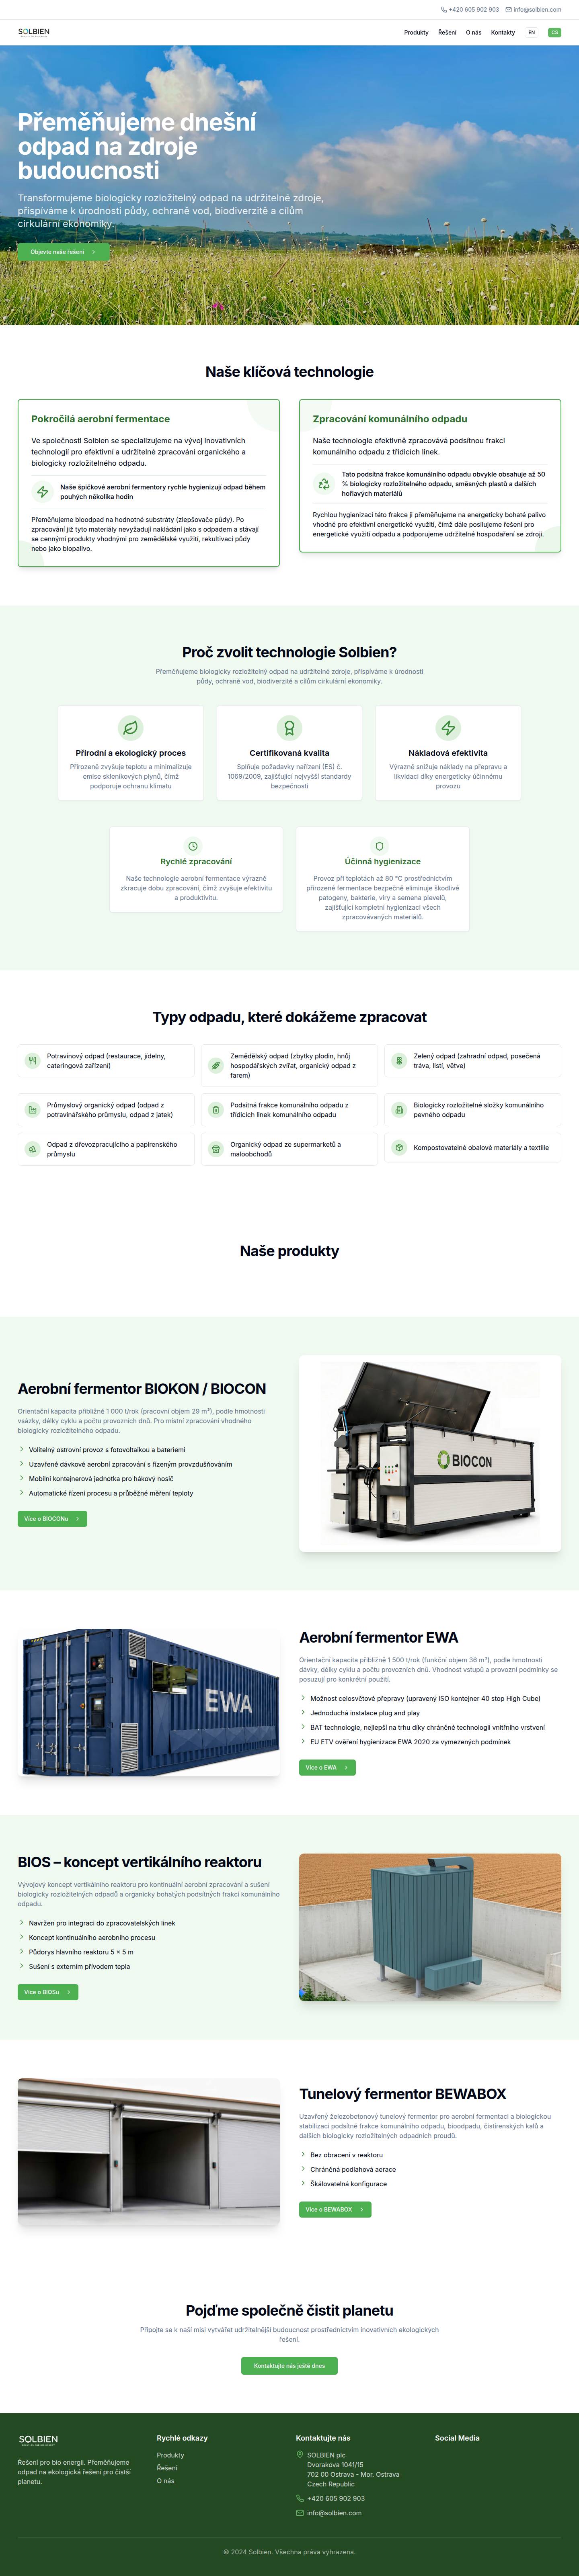 +420 605 902 903 info@solbien.com
SOLBIEN
Produkty Řešení O nás Kontakty EN CS
Přeměňujeme dnešní
odpad na zdroje
budoucnosti
Transformujeme biologicky rozložitelný odpad na udržitelné zdroje,
přispíváme k úrodnosti půdy, ochraně vod, biodiverzitě a cílům
cirkulární ekonomiky.
Objevte naše řešení
Naše klíčová technologie
Pokročilá aerobní fermentace
Ve společnosti Solbien se specializujeme na vývoj inovativních
technologií pro efektivní a udržitelné zpracování organického a
biologicky rozložitelného odpadu.
Naše špičkové aerobní fermentory rychle hygienizují odpad během
pouhých několika hodin
Přeměňujeme bioodpad na hodnotné substráty (zlepšovače půdy). Po
zpracování již tyto materiály nevyžadují nakládání jako s odpadem a stávají
se cennými produkty vhodnými pro zemědělské využití, rekultivaci půdy
nebo jako biopalivo.
Zpracování komunálního odpadu
Naše technologie efektivně zpracovává podsítnou frakci
komunálního odpadu z třídících linek.
Tato podsítná frakce komunálního odpadu obvykle obsahuje až 50
% biologicky rozložitelného odpadu, směsných plastů a dalších
hořlavých materiálů
Rychlou hygienizací této frakce ji přeměňujeme na energeticky bohaté palivo
vhodné pro efektivní energetické využití, čímž dále posilujeme řešení pro
energetické využití odpadu a podporujeme udržitelné hospodaření se zdroji.
Proč zvolit technologie Solbien?
Přeměňujeme biologicky rozložitelný odpad na udržitelné zdroje, přispíváme k úrodnosti
půdy, ochraně vod, biodiverzitě a cílům cirkulární ekonomiky.
Přírodní a ekologický proces
Přirozeně zvyšuje teplotu a minimalizuje
emise skleníkových plynů, čímž
podporuje ochranu klimatu
Certifikovaná kvalita
Splňuje požadavky nařízení (ES) č.
1069/2009, zajišťující nejvyšší standardy
bezpečnosti
Nákladová efektivita
Výrazně snižuje náklady na přepravu a
likvidaci díky energeticky účinnému
provozu
Rychlé zpracování
Naše technologie aerobní fermentace výrazně
zkracuje dobu zpracování, čímž zvyšuje efektivitu
a produktivitu.
Účinná hygienizace
Provoz při teplotách až 80 °C prostřednictvím
přirozené fermentace bezpečně eliminuje škodlivé
patogeny, bakterie, viry a semena plevelů,
zajišťující kompletní hygienizaci všech
zpracovávaných materiálů.
Typy odpadu, které dokážeme zpracovat
Potravinový odpad (restaurace, jídelny,
cateringová zařízení)
Zemědělský odpad (zbytky plodin, hnůj
hospodářských zvířat, organický odpad z
farem)
Zelený odpad (zahradní odpad, posečená
tráva, listí, větve)
Průmyslový organický odpad (odpad z
potravinářského průmyslu, odpad z jatek)
Podsítná frakce komunálního odpadu z
třídících linek komunálního odpadu
Biologicky rozložitelné složky komunálního
pevného odpadu
Odpad z dřevozpracujícího a papírenského
průmyslu
Organický odpad ze supermarketů a
maloobchodů
Kompostovatelné obalové materiály a textilie
Naše produkty
Aerobní fermentor BIOKON / BIOCON
Orientační kapacita přibližně 1 000 t/rok (pracovní objem 29 m³), podle hmotnosti
vsázky, délky cyklu a počtu provozních dnů. Pro místní zpracování vhodného
biologicky rozložitelného odpadu.
Volitelný ostrovní provoz s fotovoltaikou a bateriemi
Uzavřené dávkové aerobní zpracování s řízeným provzdušňováním
Mobilní kontejnerová jednotka pro hákový nosič
Automatické řízení procesu a průběžné měření teploty
Více o BIOCONu
BIOCON
EWA
Aerobní fermentor EWA
Orientační kapacita přibližně 1 500 t/rok (funkční objem 36 m³), podle hmotnosti
dávky, délky cyklu a počtu provozních dnů. Vhodnost vstupů a provozní podmínky se
posuzují pro konkrétní použití.
Možnost celosvětové přepravy (upravený ISO kontejner 40 stop High Cube)
Jednoduchá instalace plug and play
BAT technologie, nejlepší na trhu díky chráněné technologii vnitřního vrstvení
EU ETV ověření hygienizace EWA 2020 za vymezených podmínek
Více o EWA
BIOS – koncept vertikálního reaktoru
Vývojový koncept vertikálního reaktoru pro kontinuální aerobní zpracování a sušení
biologicky rozložitelných odpadů a organicky bohatých podsítných frakcí komunálního
odpadu.
Navržen pro integraci do zpracovatelských linek
Koncept kontinuálního aerobního procesu
Půdorys hlavního reaktoru 5 × 5 m
Sušení s externím přívodem tepla
Více o BIOSu
Tunelový fermentor BEWABOX
Uzavřený železobetonový tunelový fermentor pro aerobní fermentaci a biologickou
stabilizaci podsítné frakce komunálního odpadu, bioodpadu, čistírenských kalů a
dalších biologicky rozložitelných odpadních proudů.
Bez obracení v reaktoru
Chráněná podlahová aerace
Škálovatelná konfigurace
Více o BEWABOX
Pojďme společně čistit planetu
Připojte se k naší misi vytvářet udržitelnější budoucnost prostřednictvím inovativních ekologických
řešení.
Kontaktujte nás ještě dnes
SOLBIEN
Řešení pro bio energii. Přeměňujeme
odpad na ekologická řešení pro čistší
planetu.
Rychlé odkazy
Produkty
Řešení
O nás
Kontaktujte nás
SOLBIEN plc
Dvorakova 1041/15
702 00 Ostrava - Mor. Ostrava
Czech Republic
+420 605 902 903
info@solbien.com
Social Media
© 2024 Solbien. Všechna práva vyhrazena.